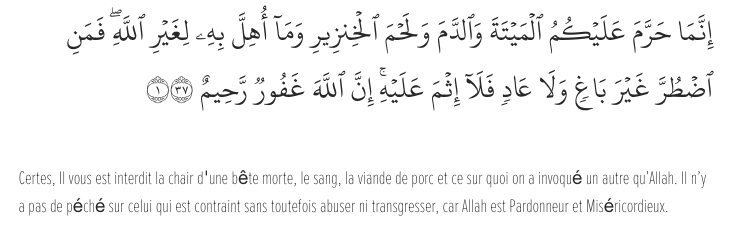 إِنَّمَا حَرَّمَ عَلَيْكُمُ ٱلْمَيْتَةَ وَٱلدَّمَ وَلَحْمَ ٱلْخِنزِيرِ وَمَآ أُهِلَّ بِهِۦ لِغَيْرِ ٱللَّهِۖ فَمَنِ
ٱضْطُرَّ غَيْرَ بَاغٍۢ وَلَا عَادٍۢ فَلَآ إِثْمَ عَلَيْهِۚ إِنَّ ٱللَّهَ غَفُورٌۭ رَّحِيمٌ ٣٧ ١
Certes, Il vous est interdit la chair d'une bête morte, le sang, la viande de porc et ce sur quoi on a invoqué un autre qu'Allah. Il n'y
a pas de péché sur celui qui est contraint sans toutefois abuser ni transgresser, car Allah est Pardonneur et Miséricordieux.